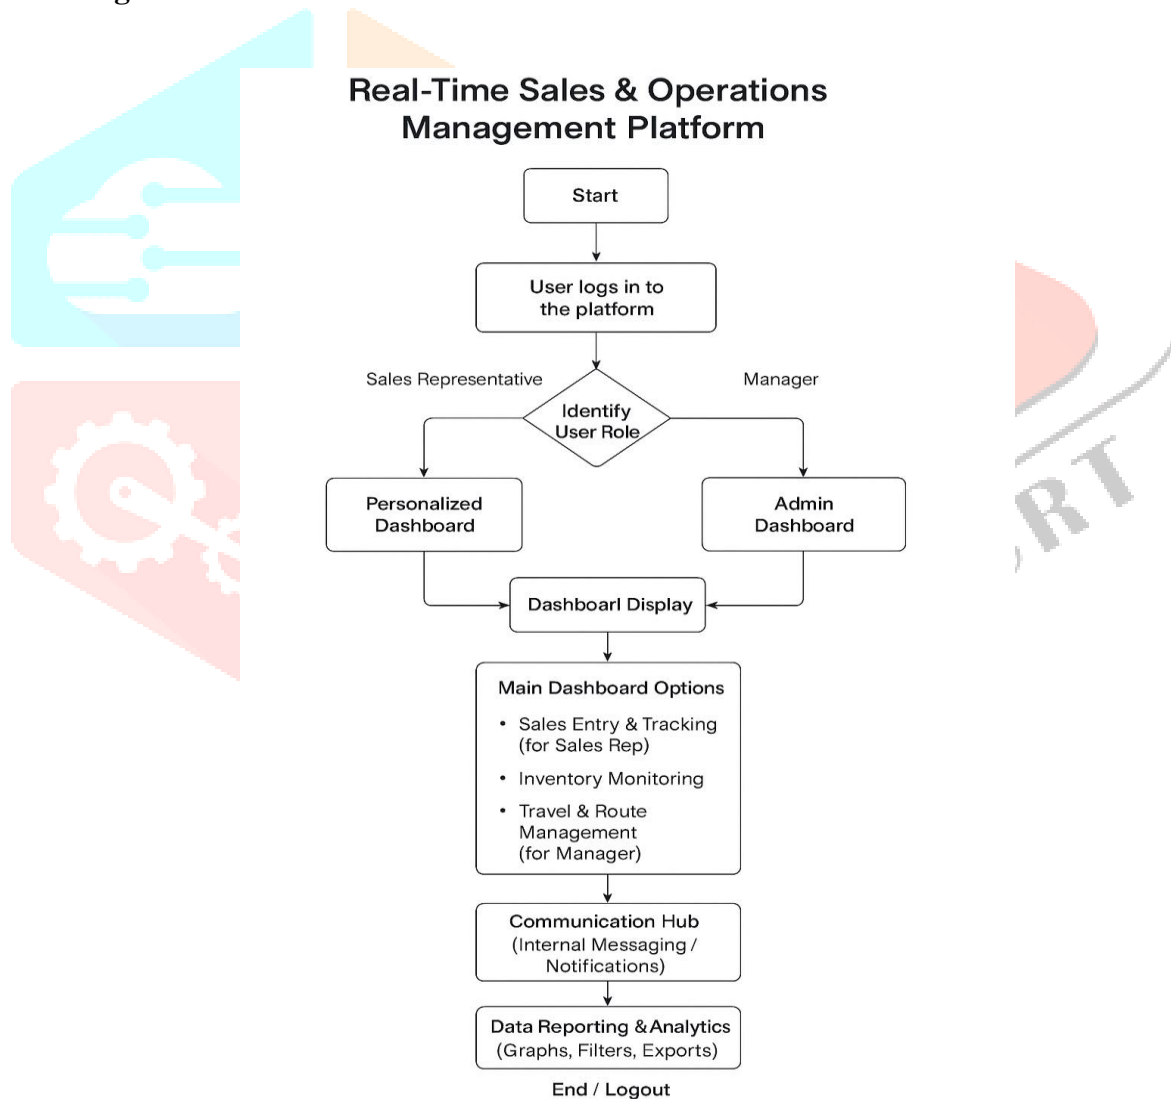 Real-Time Sales & Operations
Management Platform
Start
User logs in to
the platform
Sales Representative
Manager
Identify
User Role
Personalized
Dashboard
Admin
Dashboard
Dashboarl Display
Main Dashboard Options
• Sales Entry & Tracking
(for Sales Rep)
• Inventory Monitoring
• Travel & Route
Management
(for Manager)
Communication Hub
(Internal Messaging /
Notifications)
Data Reporting & Analytics
(Graphs, Filters, Exports)
End / Logout